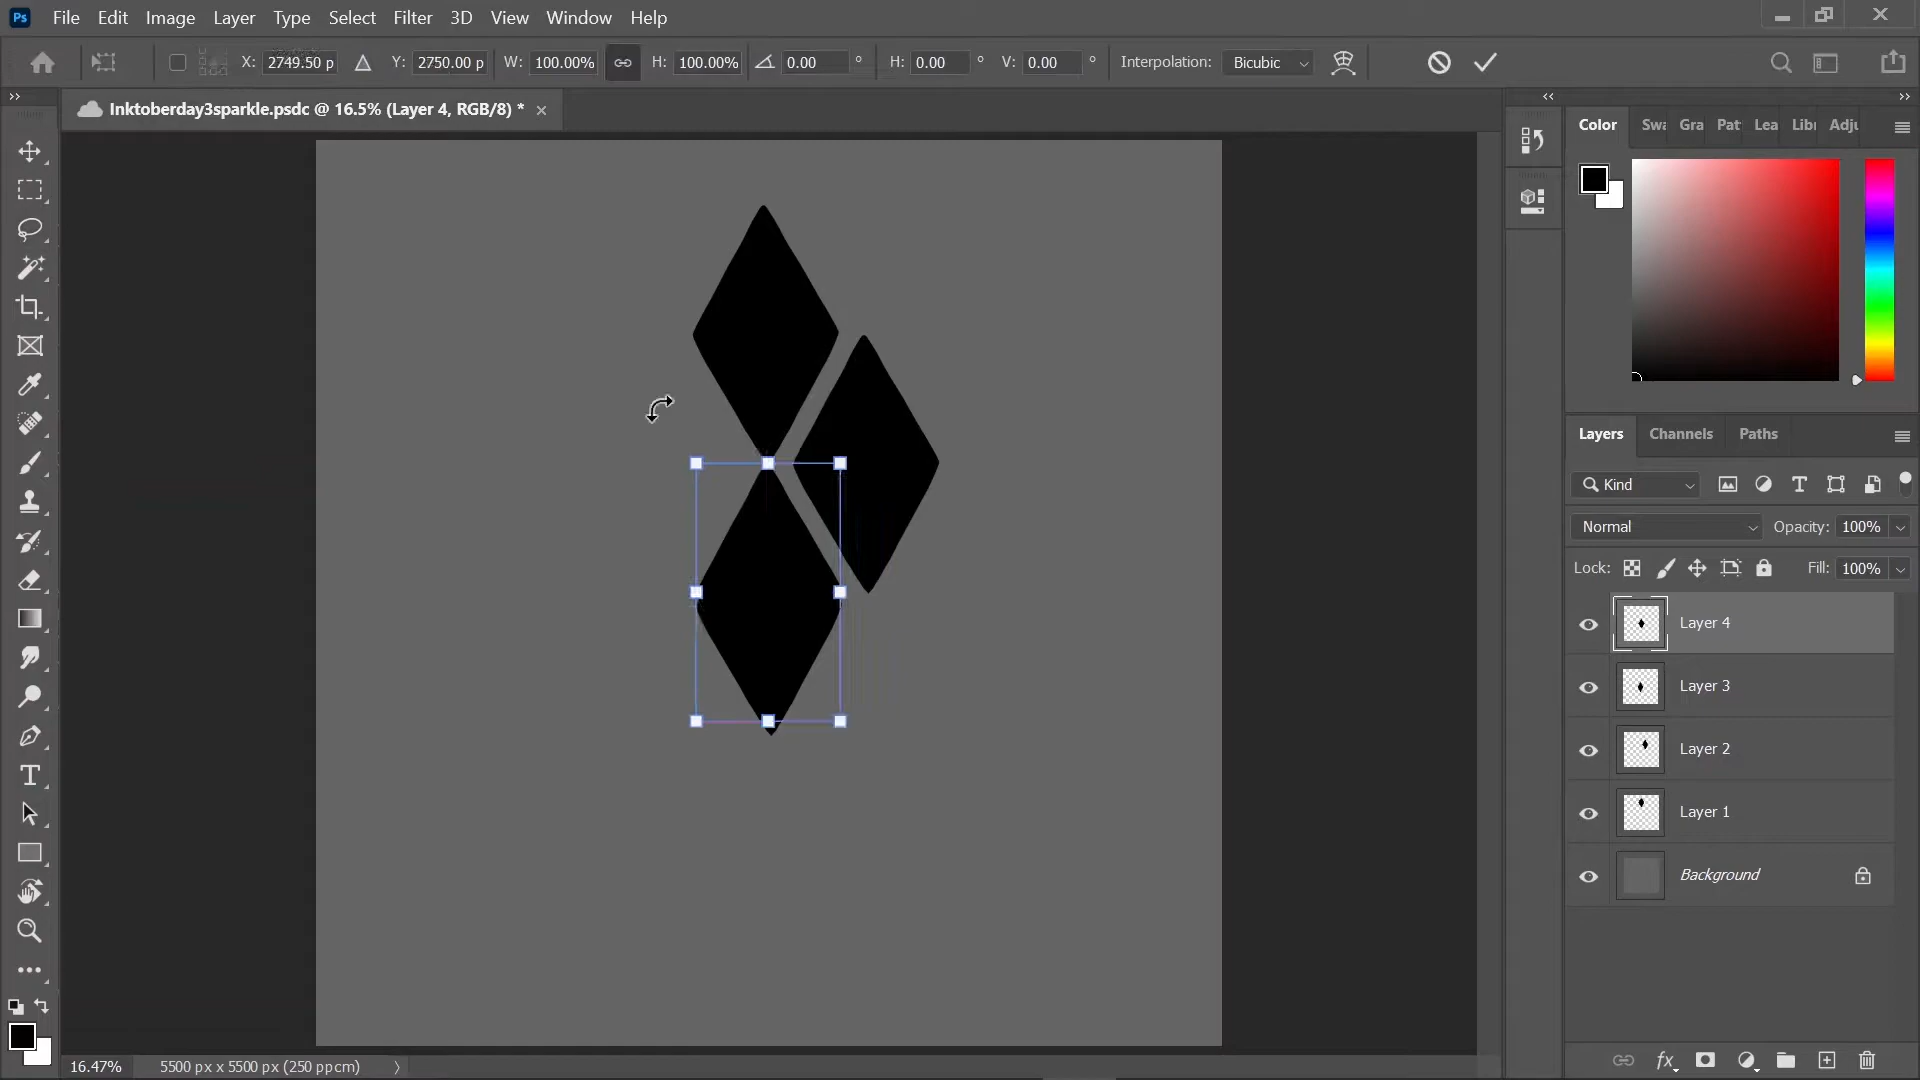 Ps File Edit Image Layer Type Select Filter 3D View Window Help
X: 2749.50 p Y: 2750.00 p W: 100.00% H: 100.00% 0.00 ° H: 0.00 ° V: 0.00 ° Interpolation: Bicubic
Inktoberday3sparkle.psdc @ 16.5% (Layer 4, RGB/8) *
Color Swa Gra Pat Lea Libr Adju
Layers Channels Paths
Kind
Normal Opacity: 100%
Lock: Fill: 100%
Layer 4
Layer 3
Layer 2
Layer 1
Background
16.47% 5500 px x 5500 px (250 ppcm)